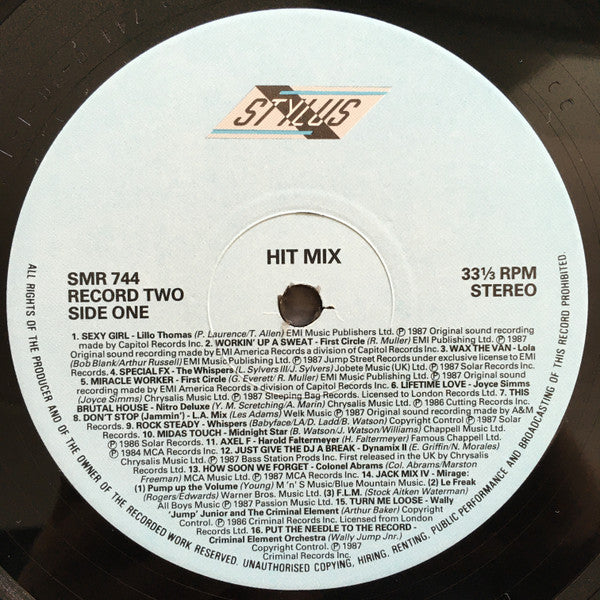 STYLUS
HIT MIX
SMR 744
RECORD TWO
SIDE ONE
33⅓ RPM
STEREO
1. SEXY GIRL - Lillo Thomas (P. Laurence/T. Allen) EMI Music Publishers Ltd. Ⓟ 1987 Original sound recording
made by Capitol Records Inc. 2. WORKIN' UP A SWEAT - First Circle (R. Muller) EMI Music Publishing Ltd. Ⓟ 1987
Original sound recording made by EMI America Records a division of Capitol Records Inc. 3. WAX THE VAN - Lola
(Bob Blank/Arthur Russell) EMI Music Publishing Ltd. Ⓟ 1987 Jump Street Records under exclusive license to EMI
Records. 4. SPECIAL FX - The Whispers (L. Sylvers III/J. Sylvers) Jobete Music (UK) Ltd. Ⓟ 1987 Solar Records Inc.
5. MIRACLE WORKER - First Circle (G. Everett/R. Muller) EMI Music Publishing Ltd. Ⓟ 1987 Original sound
recording made by EMI America Records a division of Capitol Records Inc. 6. LIFETIME LOVE - Joyce Simms
(Joyce Simms) Chrysalis Music Ltd. Ⓟ 1987 Sleeping Bag Records. Licensed to London Records Ltd. 7. THIS
BRUTAL HOUSE - Nitro Deluxe (Y. M. Scretching/A. Marin) Chrysalis Music Ltd. Ⓟ 1986 Cutting Records Inc.
8. DON'T STOP (Jammin') - L.A. Mix (Les Adams) Welk Music Ⓟ 1987 Original sound recording made by A&M
Records. 9. ROCK STEADY - Whispers (Babyface/LA/D. Ladd/B. Watson) Copyright Control Ⓟ 1987 Solar
Records Inc. 10. MIDAS TOUCH - Midnight Star (B. Watson/J. Watson/Williams) Chappell Music Ltd.
Ⓟ 1986 Solar Records. 11. AXEL F - Harold Faltermeyer (H. Faltermeyer) Famous Chappell Ltd.
Ⓟ 1984 MCA Records Inc. 12. JUST GIVE THE DJ A BREAK - Dynamix II (E. Griffin/N. Morales)
Chrysalis Music Ltd. Ⓟ 1987 Bass Station Prods Inc. First released in the UK by Chrysalis
Music Ltd. 13. HOW SOON WE FORGET - Colonel Abrams (Col. Abrams/Marston
Freeman) MCA Music Ltd. Ⓟ 1987 MCA Records Inc. 14. JACK MIX IV - Mirage:
(1) Pump up the Volume (Young) M 'n' S Music/Blue Mountain Music. (2) Le Freak
(Rogers/Edwards) Warner Bros. Music Ltd. (3) F.L.M. (Stock Aitken Waterman)
All Boys Music Ⓟ 1987 Passion Music Ltd. 15. TURN ME LOOSE - Wally
'Jump' Junior and The Criminal Element (Arthur Baker) Copyright
Control. Ⓟ 1986 Criminal Records Inc. Licensed from London
Records Ltd. 16. PUT THE NEEDLE TO THE RECORD -
Criminal Element Orchestra (Wally Jump Jnr.)
Copyright Control. Ⓟ 1987
Criminal Records Inc.
ALL RIGHTS OF THE PRODUCER AND OF THE OWNER OF THE RECORDED WORK RESERVED. UNAUTHORISED COPYING, HIRING, RENTING, PUBLIC PERFORMANCE AND BROADCASTING OF THIS RECORD PROHIBITED.